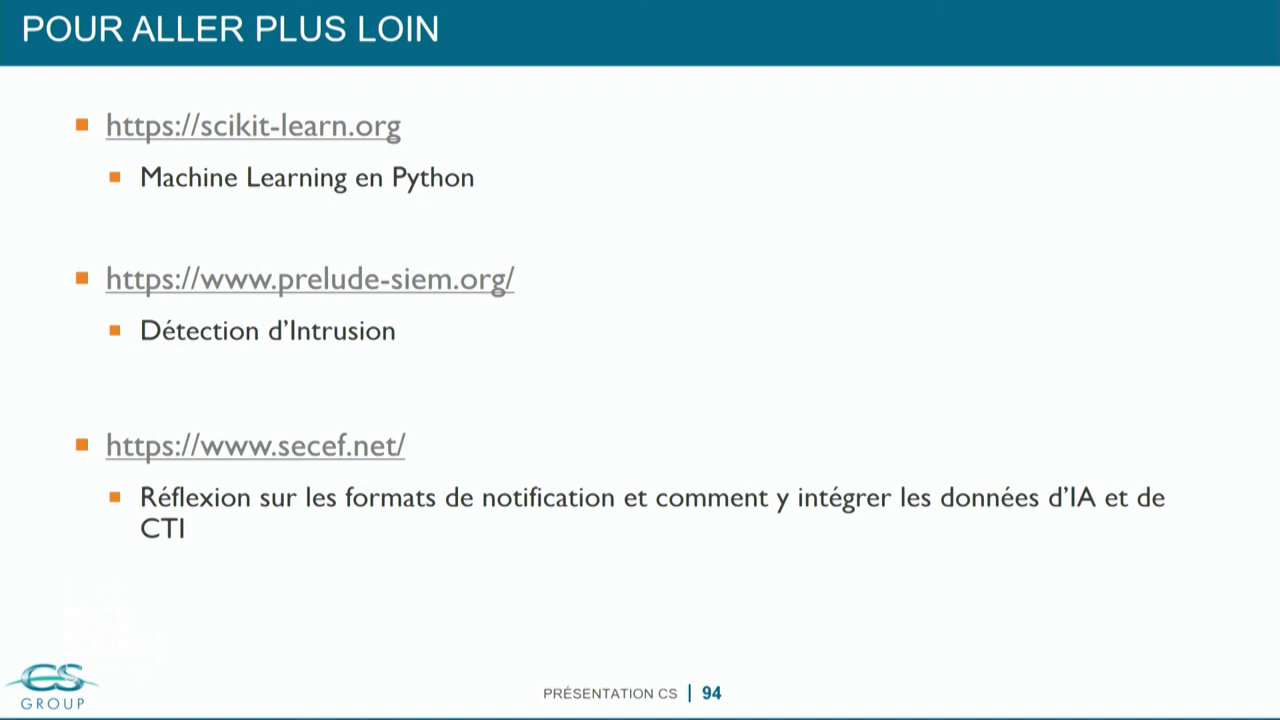 POUR ALLER PLUS LOIN
https://scikit-learn.org
Machine Learning en Python
https://www.prelude-siem.org/
Détection d'Intrusion
https://www.secef.net/
Réflexion sur les formats de notification et comment y intégrer les données d'IA et de
CTI
CS
GROUP
PRÉSENTATION CS | 94